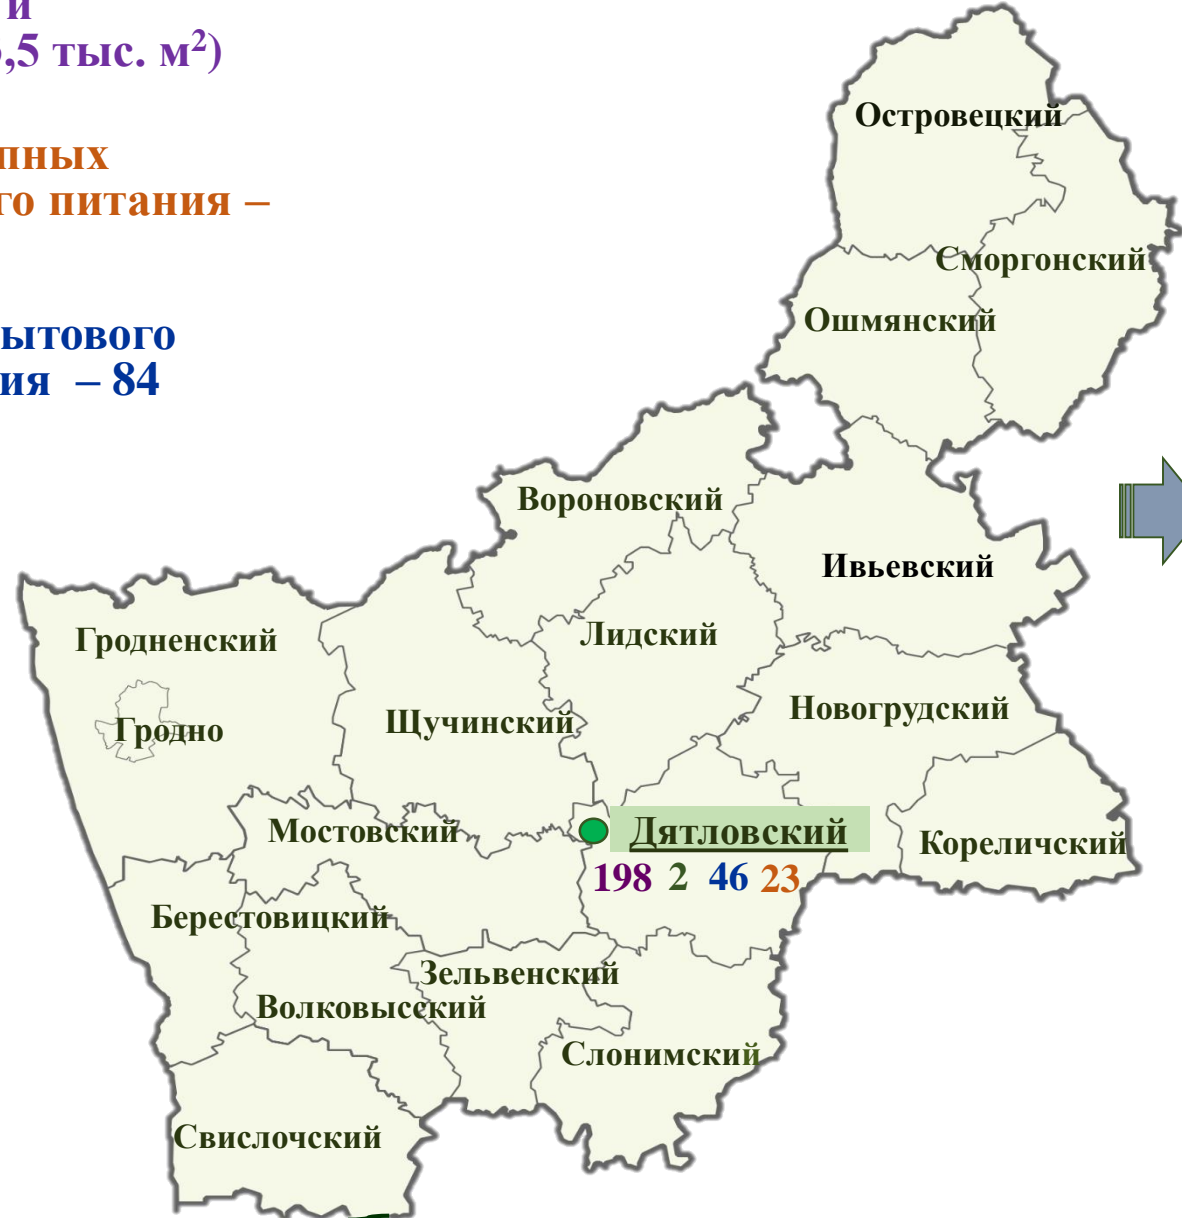 и
,5 тыс. м²)
пных
го питания –
ытового
ия – 84
Островецкий
Сморгонский
Ошмянский
Вороновский
Ивьевский
Гродненский
Лидский
Гродно
Щучинский
Новогрудский
Мостовский
Дятловский
Кореличский
198 2 46 23
Берестовицкий
Зельвенский
Волковысский
Слонимский
Свислочский